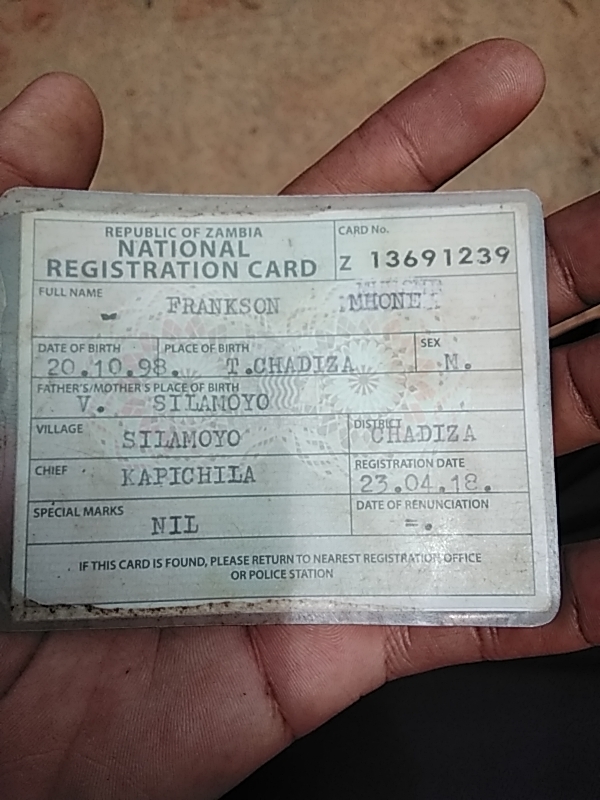 REPUBLIC OF ZAMBIA
NATIONAL
REGISTRATION CARD
CARD No.
Z 13691239
FULL NAME
FRANKSON MHONE
DATE OF BIRTH
20.10.98.
PLACE OF BIRTH
T.CHADIZA
SEX
M.
FATHER'S/MOTHER'S PLACE OF BIRTH
V. SILAMOYO
VILLAGE
SILAMOYO
DISTRICT
CHADIZA
CHIEF
KAPICHILA
REGISTRATION DATE
23.04.18.
SPECIAL MARKS
NIL
DATE OF RENUNCIATION
=.
IF THIS CARD IS FOUND, PLEASE RETURN TO NEAREST REGISTRATION OFFICE
OR POLICE STATION